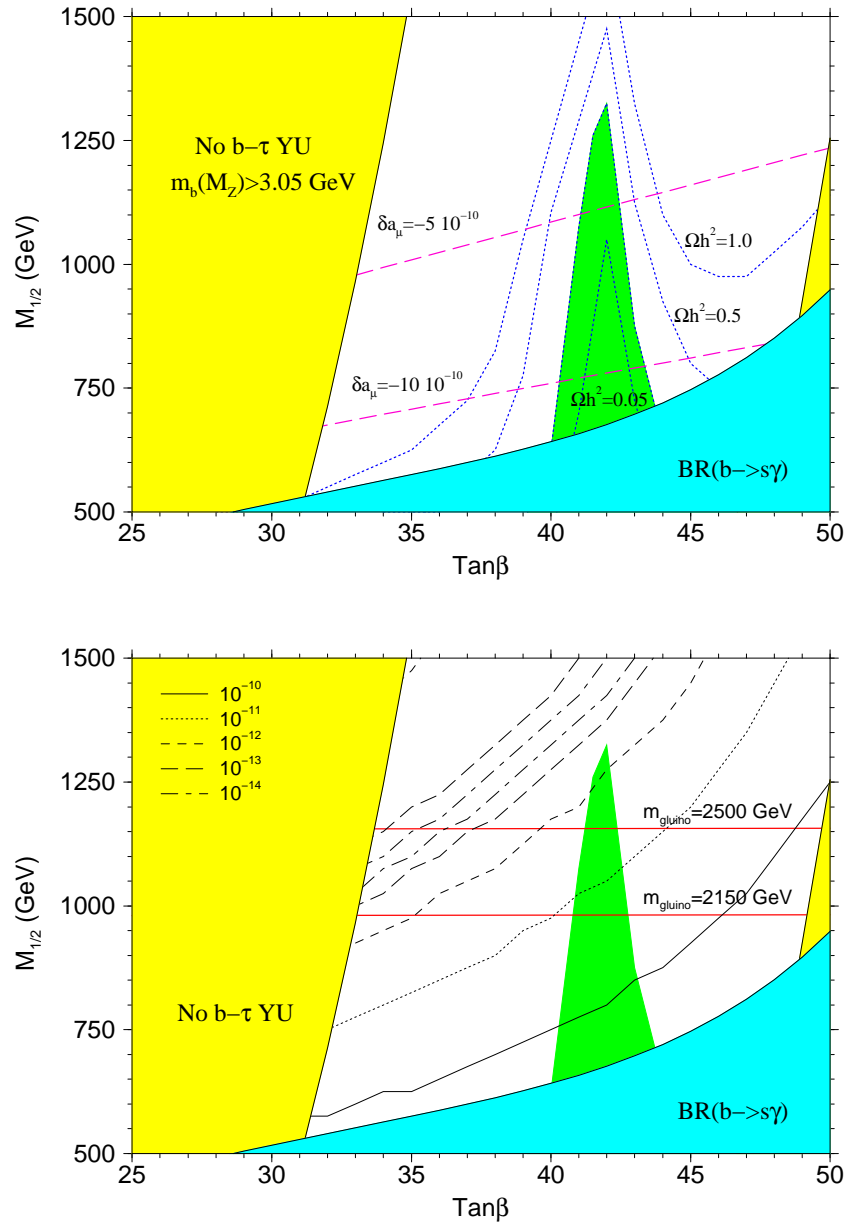 1500
1250
1000
750
500
M1/2 (GeV)
No b−τ YU
mb(MZ)>3.05 GeV
δaμ=−5 10−10
Ωh2=1.0
Ωh2=0.5
δaμ=−10 10−10
Ωh2=0.05
BR(b->sγ)
25 30 35 40 45 50
Tanβ
1500
1250
1000
750
500
M1/2 (GeV)
10−10
10−11
10−12
10−13
10−14
mgluino=2500 GeV
mgluino=2150 GeV
No b−τ YU
BR(b->sγ)
25 30 35 40 45 50
Tanβ